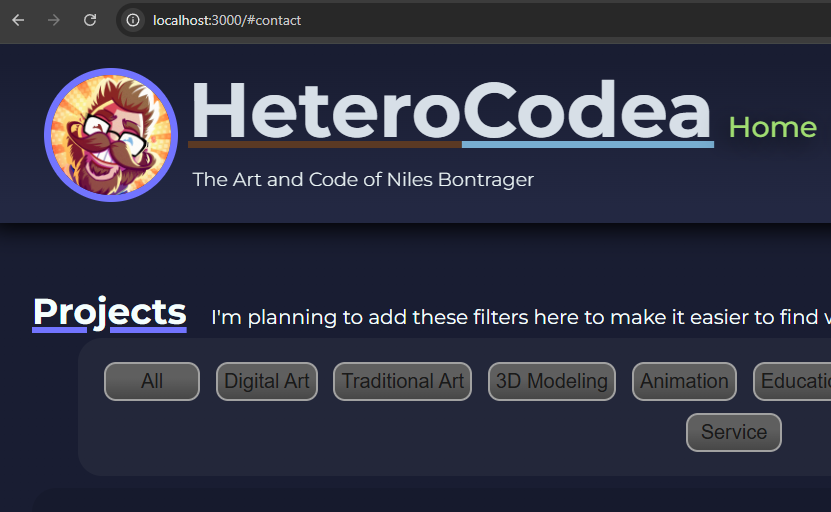 localhost:3000/#contact
HeteroCodea Home
The Art and Code of Niles Bontrager
Projects I'm planning to add these filters here to make it easier to find
All Digital Art Traditional Art 3D Modeling Animation
Service